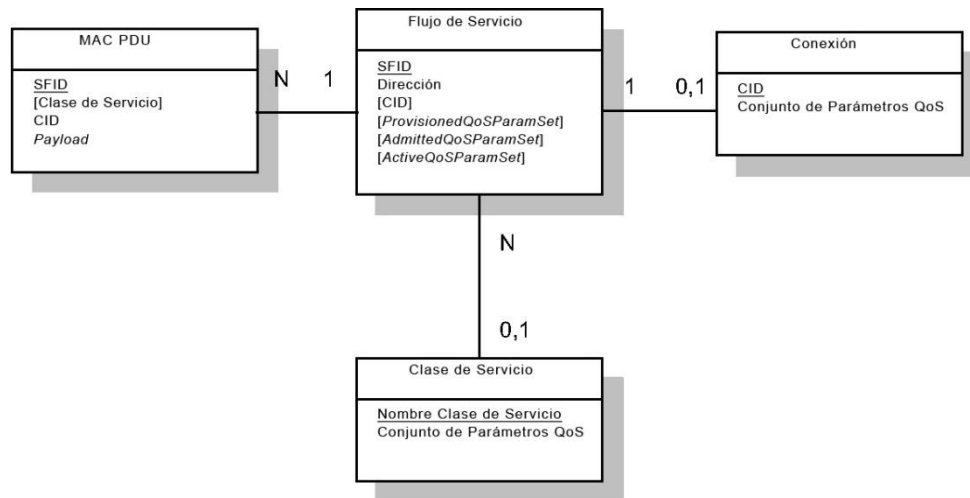 MAC PDU
SFID
[Clase de Servicio]
CID
Payload
N 1
Flujo de Servicio
SFID
Dirección
[CID]
[ProvisionedQoSParamSet]
[AdmittedQoSParamSet]
[ActiveQoSParamSet]
1 0,1
Conexión
CID
Conjunto de Parámetros QoS
N
0,1
Clase de Servicio
Nombre Clase de Servicio
Conjunto de Parámetros QoS